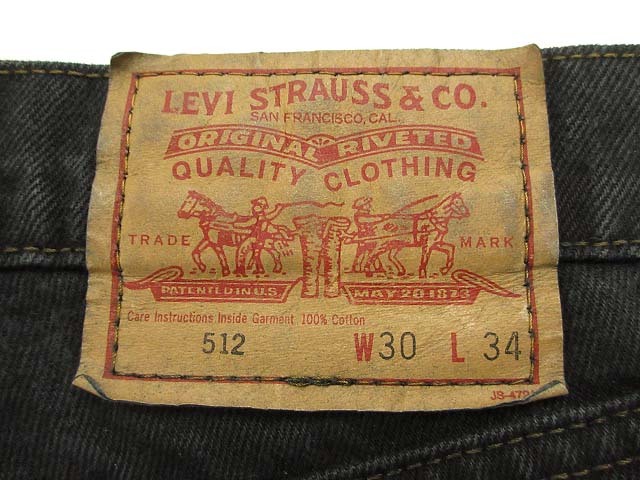 LEVI STRAUSS & CO.
SAN FRANCISCO, CAL.
ORIGINAL RIVETED
QUALITY CLOTHING
TRADE MARK
PATENTED IN U.S. MAY 20 1873
Care Instructions Inside Garment 100% Cotton
512 W30 L 34